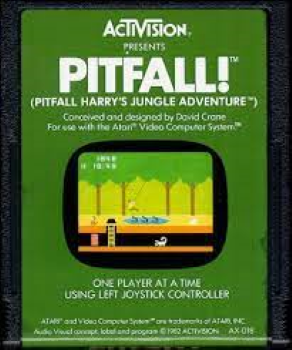 ACTIVISION®
PRESENTS
PITFALL!™
(PITFALL HARRY'S JUNGLE ADVENTURE™)
Conceived and designed by David Crane
For use with the Atari® Video Computer System™
ONE PLAYER AT A TIME
USING LEFT JOYSTICK CONTROLLER
ATARI® and Video Computer System™ are trademarks of ATARI, INC.
Audio Visual concept, label and program © 1982 ACTIVISION AX-018